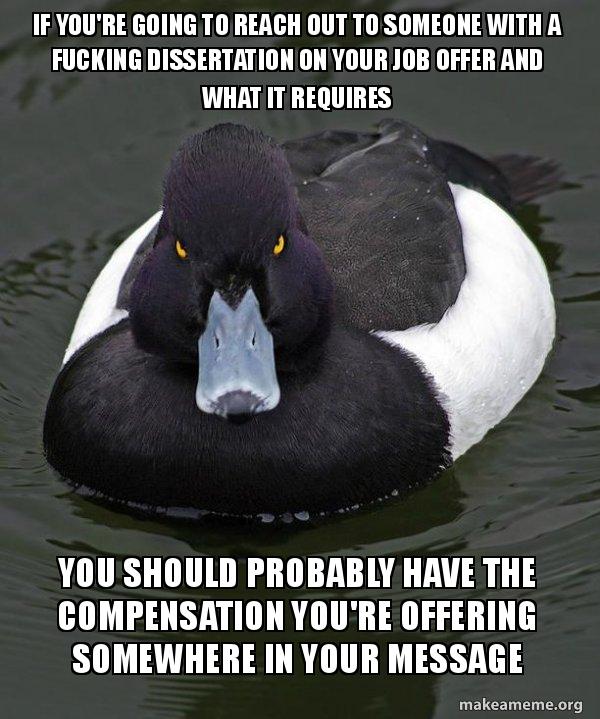 IF YOU'RE GOING TO REACH OUT TO SOMEONE WITH A
FUCKING DISSERTATION ON YOUR JOB OFFER AND
WHAT IT REQUIRES
YOU SHOULD PROBABLY HAVE THE
COMPENSATION YOU'RE OFFERING
SOMEWHERE IN YOUR MESSAGE
makeameme.org